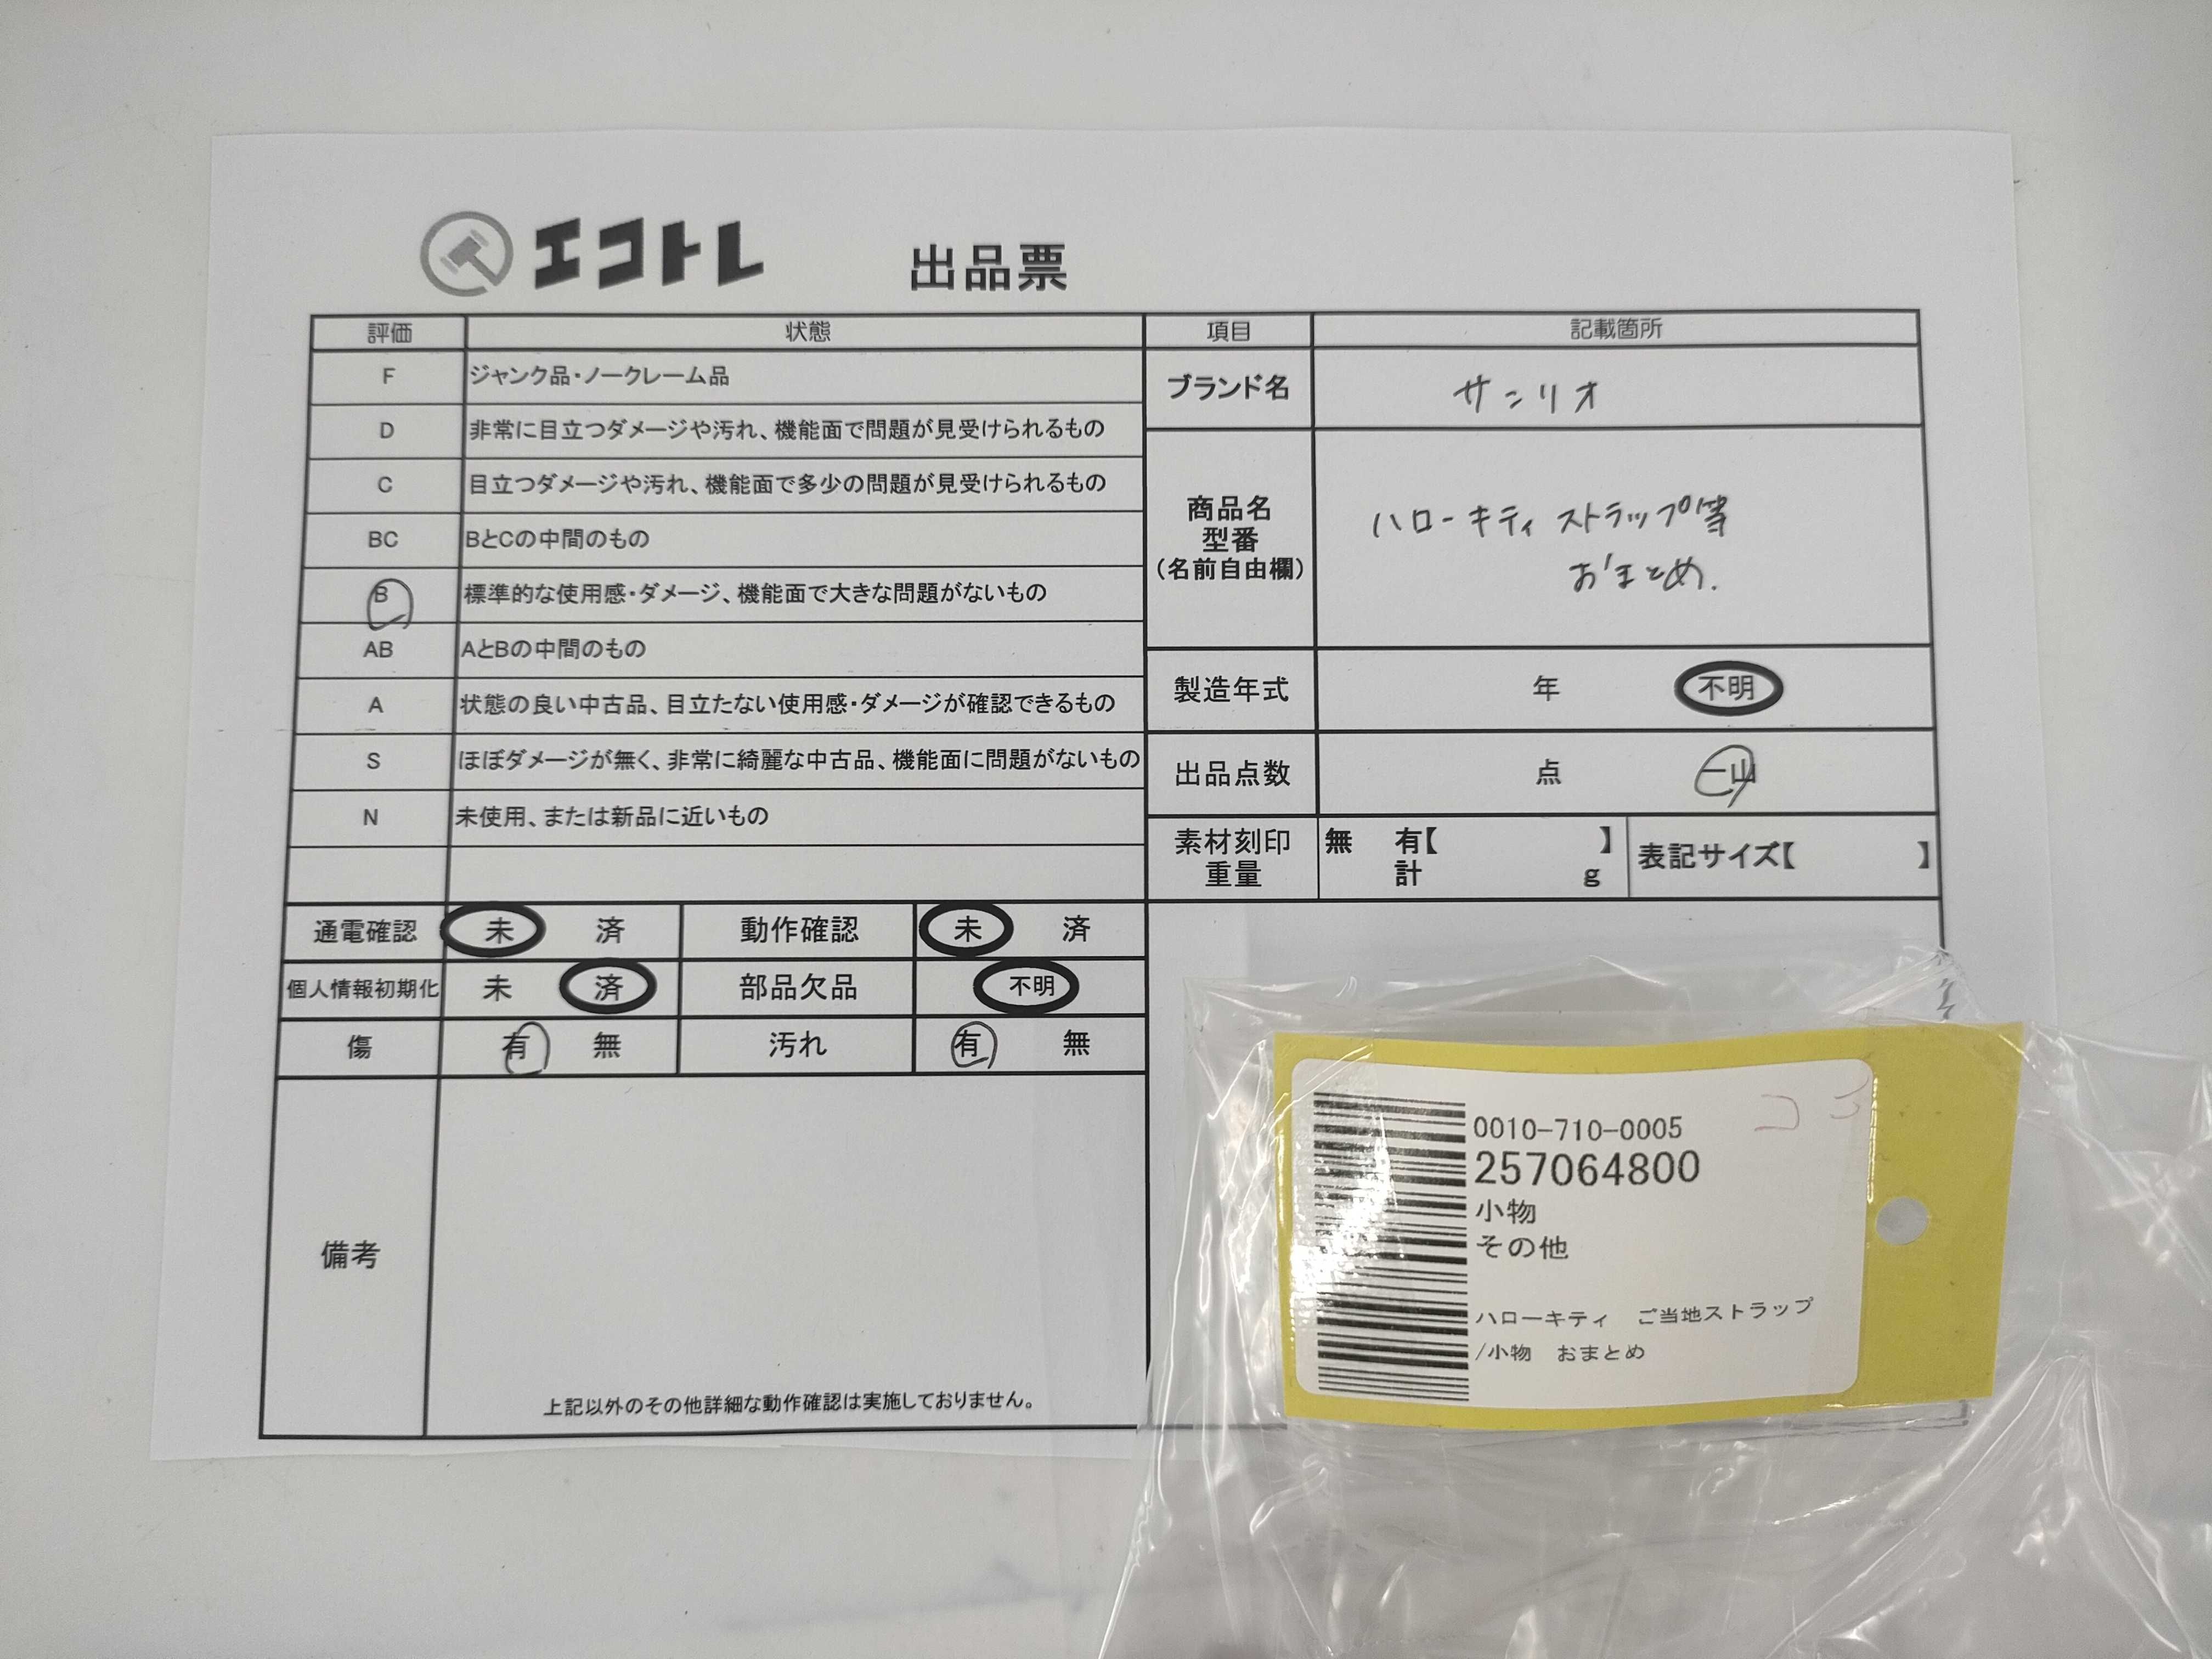 エコトレ 出品票
評価 状態 項目 記載箇所
F ジャンク品・ノークレーム品
D 非常に目立つダメージや汚れ、機能面で問題が見受けられるもの
C 目立つダメージや汚れ、機能面で多少の問題が見受けられるもの
BC BとCの中間のもの
B 標準的な使用感・ダメージ、機能面で大きな問題がないもの
AB AとBの中間のもの
A 状態の良い中古品、目立たない使用感・ダメージが確認できるもの
S ほぼダメージが無く、非常に綺麗な中古品、機能面に問題がないもの
N 未使用、または新品に近いもの
ブランド名 サンリオ
商品名
型番
(名前自由欄)
ハローキティ ストラップ等
おまとめ.
製造年式 年 不明
出品点数 点 一山
素材刻印 無 有【 】
重量 計 g
表記サイズ【 】
通電確認 未 済 動作確認 未 済
個人情報初期化 未 済 部品欠品 不明
傷 有 無 汚れ 有 無
備考
上記以外のその他詳細な動作確認は実施しておりません。
0010-710-0005
257064800
小物
その他
ハローキティ ご当地ストラップ
/小物 おまとめ